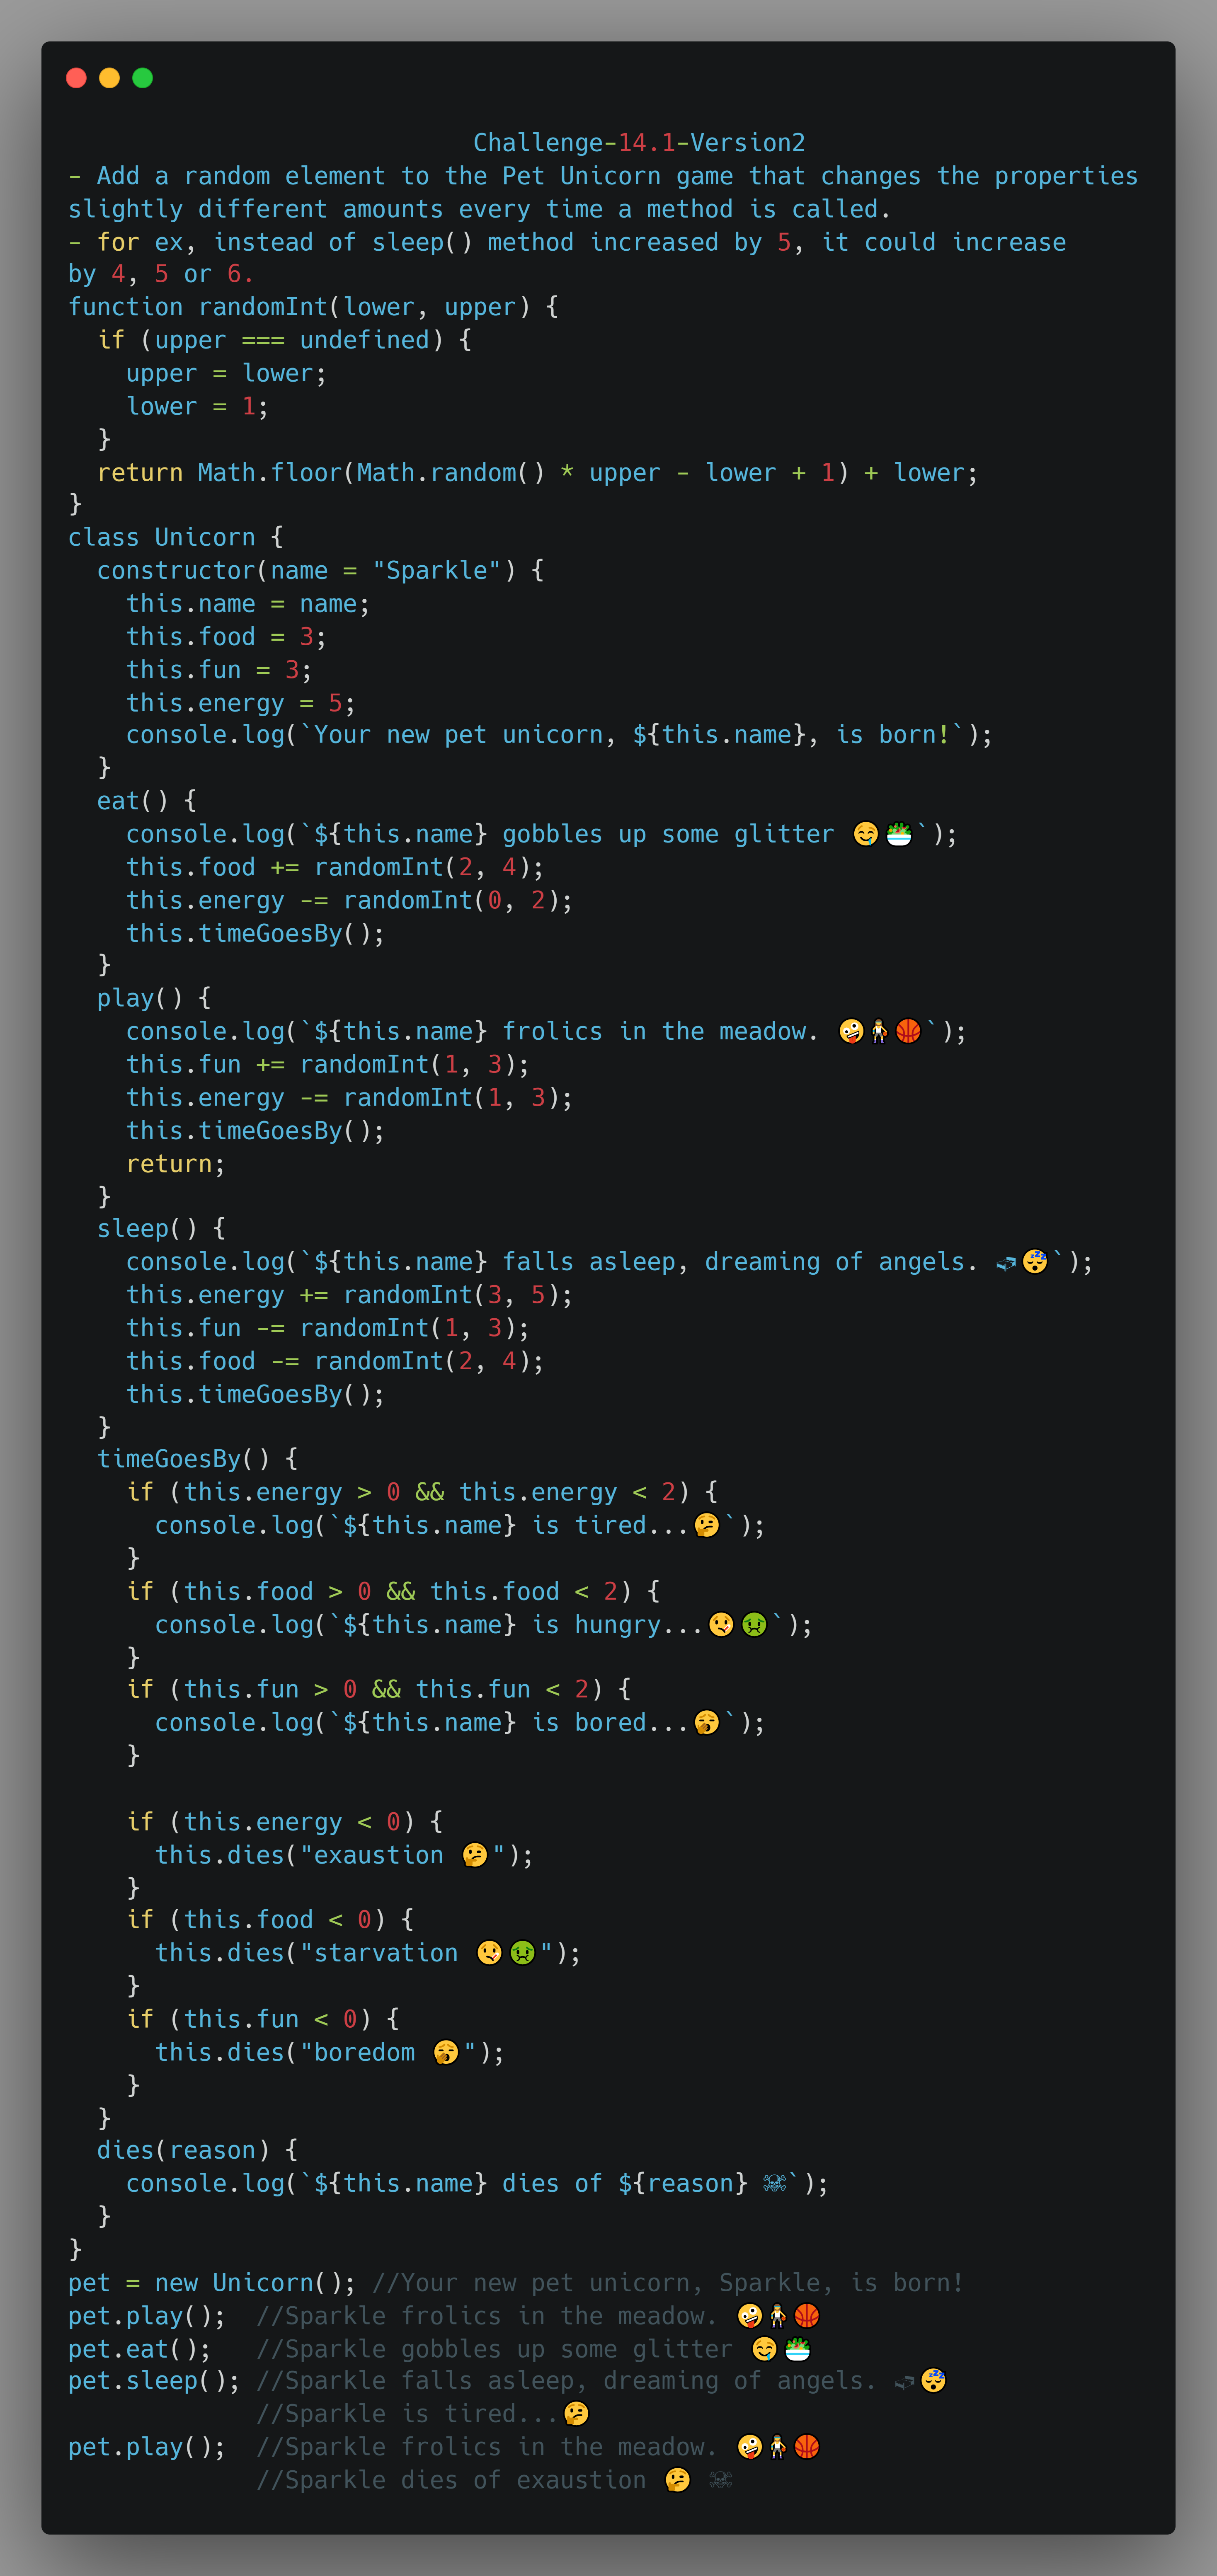 Challenge-14.1-Version2
- Add a random element to the Pet Unicorn game that changes the properties
slightly different amounts every time a method is called.
- for ex, instead of sleep() method increased by 5, it could increase
by 4, 5 or 6.
function randomInt(lower, upper) {
  if (upper === undefined) {
    upper = lower;
    lower = 1;
  }
  return Math.floor(Math.random() * upper - lower + 1) + lower;
}
class Unicorn {
  constructor(name = "Sparkle") {
    this.name = name;
    this.food = 3;
    this.fun = 3;
    this.energy = 5;
    console.log(`Your new pet unicorn, ${this.name}, is born!`);
  }
  eat() {
    console.log(`${this.name} gobbles up some glitter 🤤🥗`);
    this.food += randomInt(2, 4);
    this.energy -= randomInt(0, 2);
    this.timeGoesBy();
  }
  play() {
    console.log(`${this.name} frolics in the meadow. 🤪⛹🏀`);
    this.fun += randomInt(1, 3);
    this.energy -= randomInt(1, 3);
    this.timeGoesBy();
    return;
  }
  sleep() {
    console.log(`${this.name} falls asleep, dreaming of angels. 🛏😴`);
    this.energy += randomInt(3, 5);
    this.fun -= randomInt(1, 3);
    this.food -= randomInt(2, 4);
    this.timeGoesBy();
  }
  timeGoesBy() {
    if (this.energy > 0 && this.energy < 2) {
      console.log(`${this.name} is tired...🤔`);
    }
    if (this.food > 0 && this.food < 2) {
      console.log(`${this.name} is hungry...🤒🤢`);
    }
    if (this.fun > 0 && this.fun < 2) {
      console.log(`${this.name} is bored...🥱`);
    }

    if (this.energy < 0) {
      this.dies("exaustion 🤔");
    }
    if (this.food < 0) {
      this.dies("starvation 🤒🤢");
    }
    if (this.fun < 0) {
      this.dies("boredom 🥱");
    }
  }
  dies(reason) {
    console.log(`${this.name} dies of ${reason} ☠`);
  }
}
pet = new Unicorn(); //Your new pet unicorn, Sparkle, is born!
pet.play();  //Sparkle frolics in the meadow. 🤪⛹🏀
pet.eat();   //Sparkle gobbles up some glitter 🤤🥗
pet.sleep(); //Sparkle falls asleep, dreaming of angels. 🛏😴
             //Sparkle is tired...🤔
pet.play();  //Sparkle frolics in the meadow. 🤪⛹🏀
             //Sparkle dies of exaustion 🤔 ☠